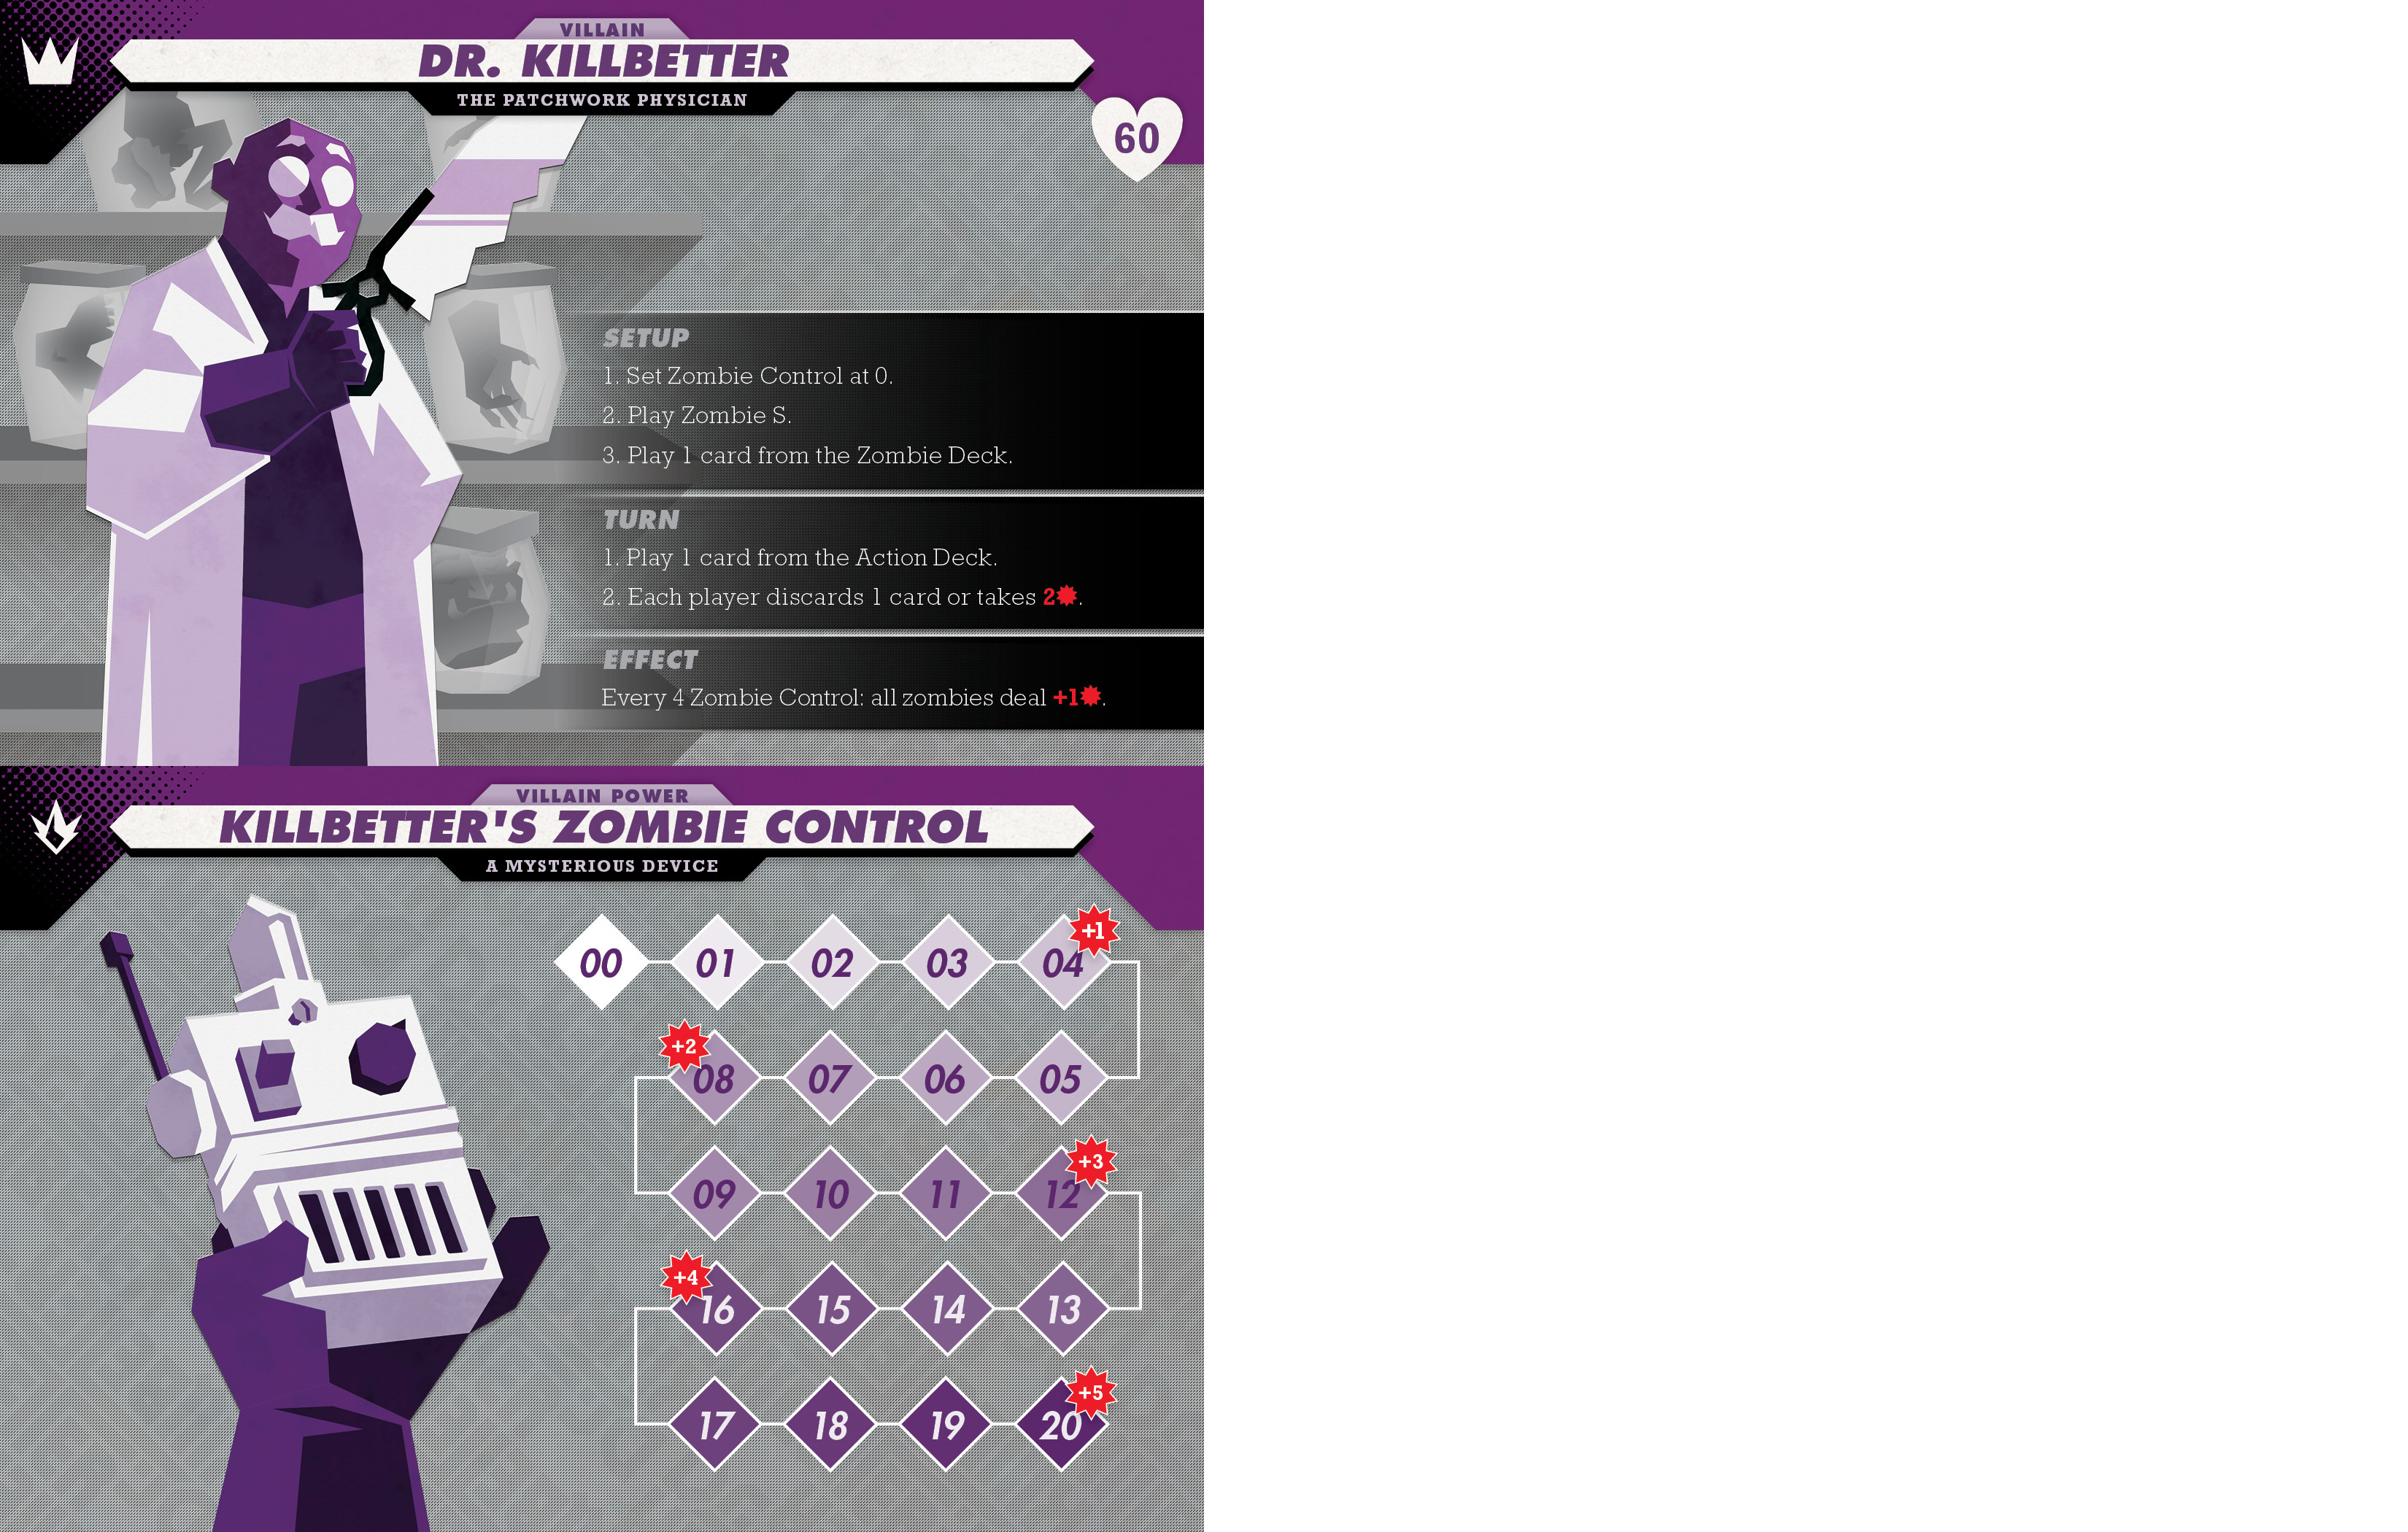 VILLAIN
DR. KILLBETTER
THE PATCHWORK PHYSICIAN
60
SETUP
1. Set Zombie Control at 0.
2. Play Zombie S.
3. Play 1 card from the Zombie Deck.
TURN
1. Play 1 card from the Action Deck.
2. Each player discards 1 card or takes 2.
EFFECT
Every 4 Zombie Control: all zombies deal +1.
VILLAIN POWER
KILLBETTER'S ZOMBIE CONTROL
A MYSTERIOUS DEVICE
00 01 02 03 04 +1
+2 08 07 06 05
09 10 11 12 +3
+4 16 15 14 13
17 18 19 20 +5